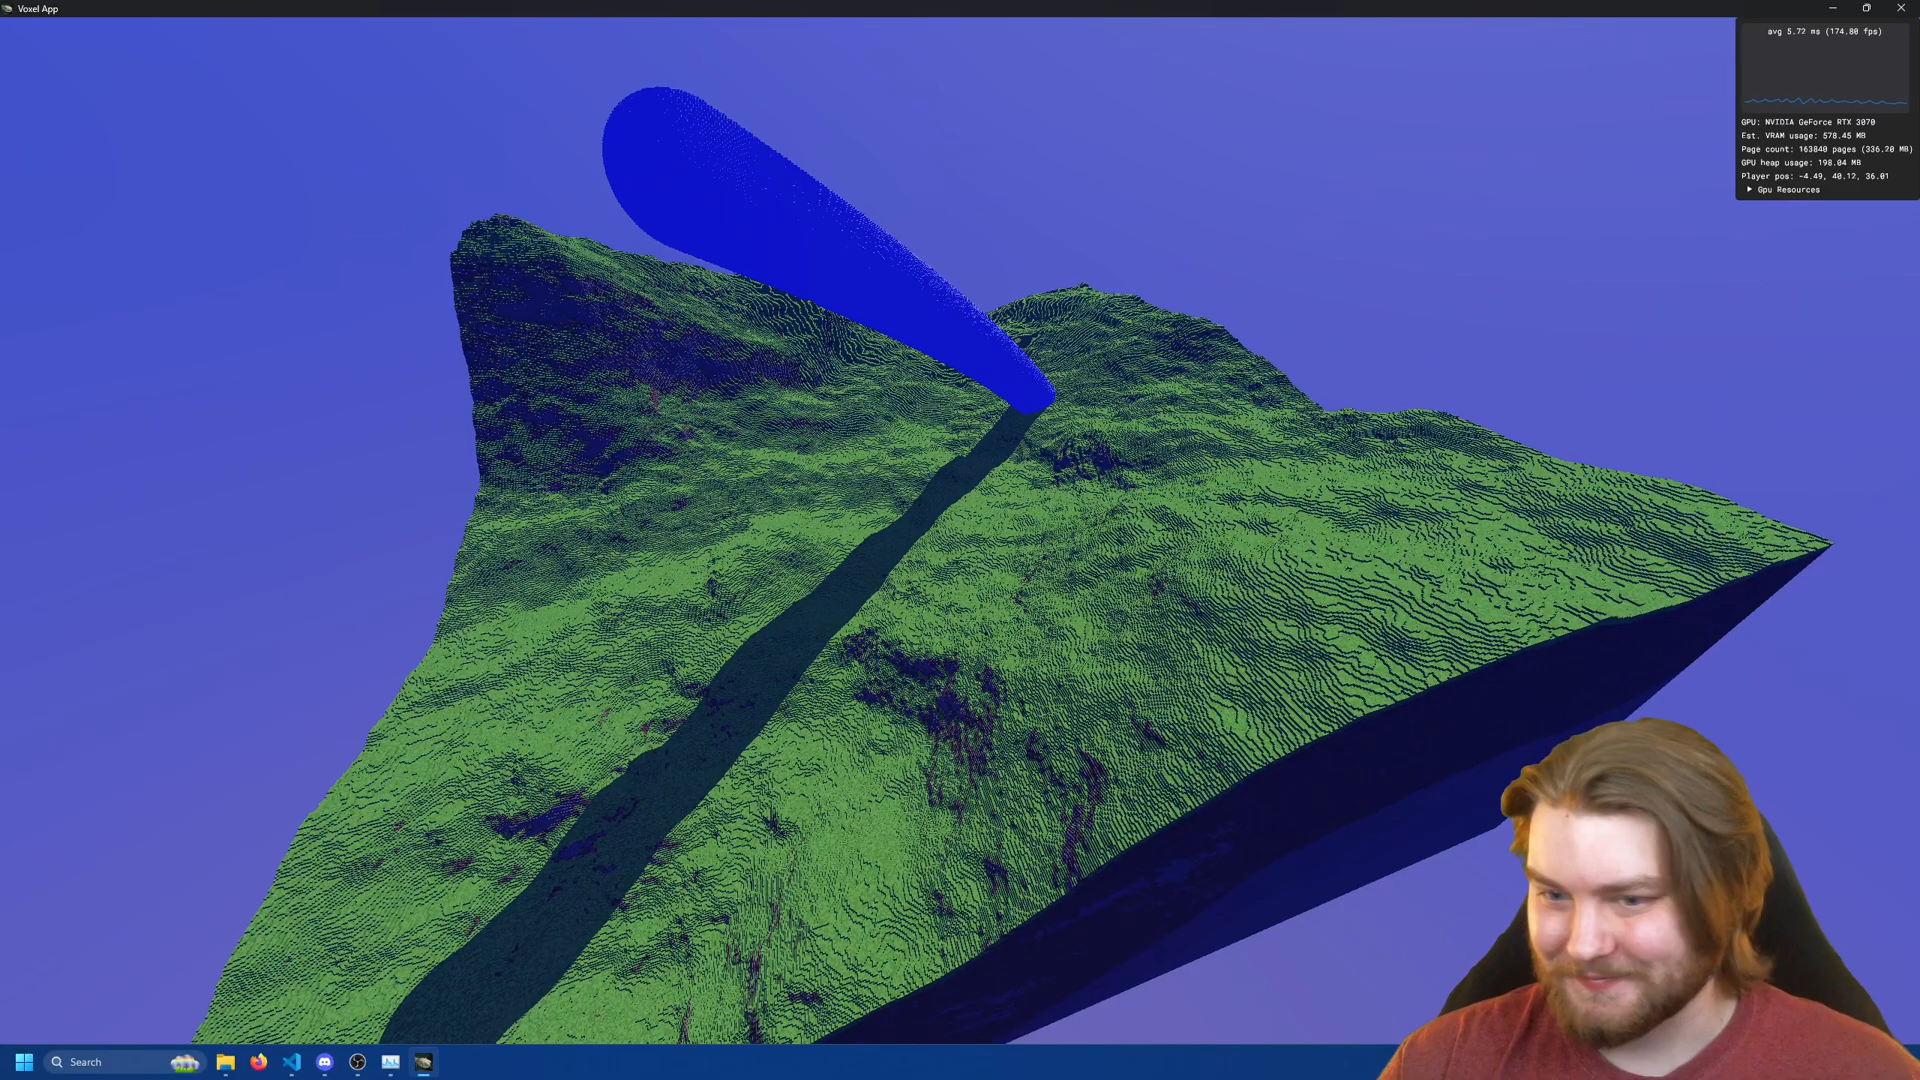 Voxel App
avg 5.72 ms (174.80 fps)
GPU: NVIDIA GeForce RTX 3070
Est. VRAM usage: 578.45 MB
Page count: 163840 pages (336.20 MB)
GPU heap usage: 198.04 MB
Player pos: -4.49, 40.12, 36.01
Gpu Resources
Search